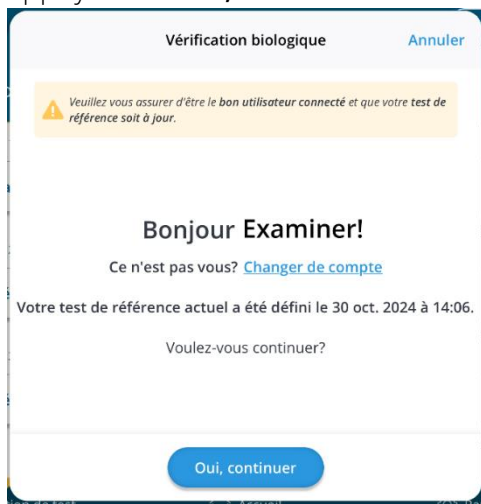 Vérification biologique
Annuler
Veuillez vous assurer d'être le bon utilisateur connecté et que votre test de
référence soit à jour.
Bonjour Examiner!
Ce n'est pas vous? Changer de compte
Votre test de référence actuel a été défini le 30 oct. 2024 à 14:06.
Voulez-vous continuer?
Oui, continuer